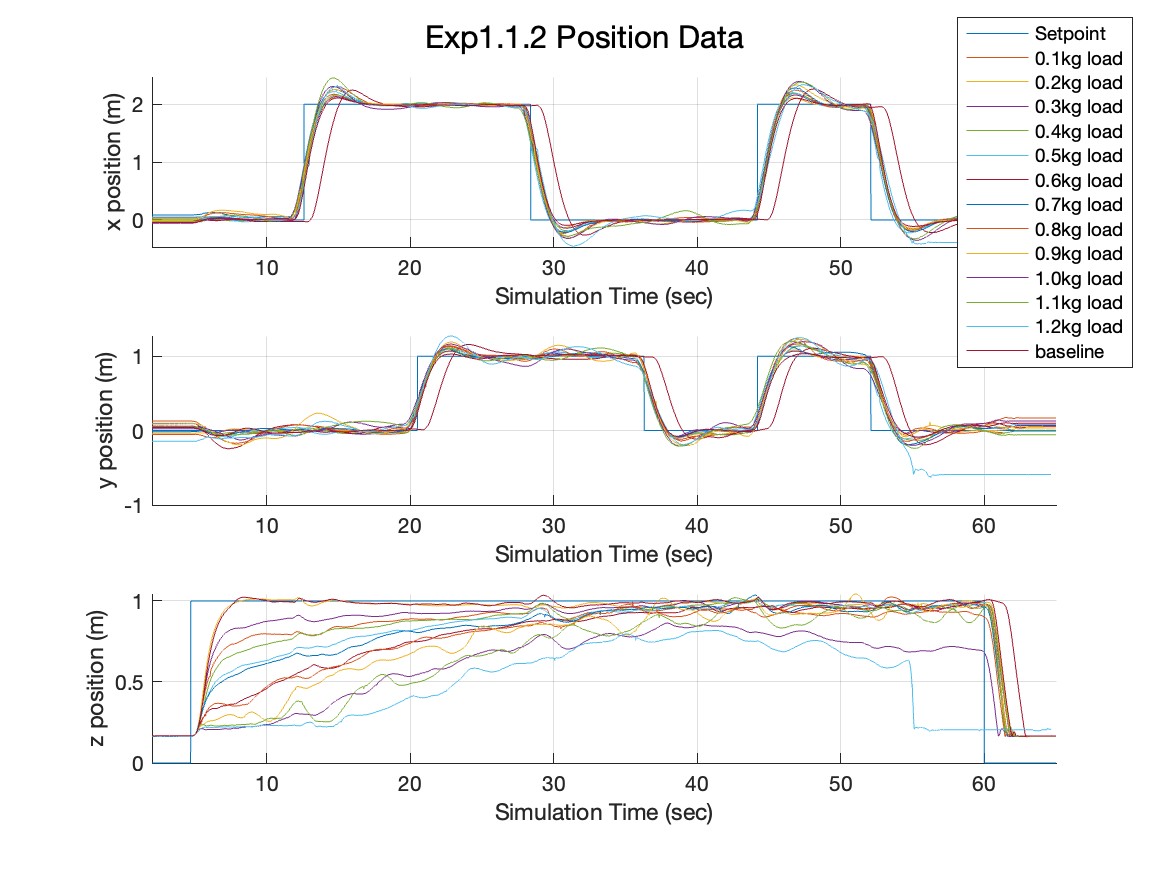 Exp1.1.2 Position Data
Setpoint
0.1kg load
0.2kg load
0.3kg load
0.4kg load
0.5kg load
0.6kg load
0.7kg load
0.8kg load
0.9kg load
1.0kg load
1.1kg load
1.2kg load
baseline
x position (m)
2
1
0
10 20 30 40 50
Simulation Time (sec)
y position (m)
1
0
-1
10 20 30 40 50 60
Simulation Time (sec)
z position (m)
1
0.5
0
10 20 30 40 50 60
Simulation Time (sec)